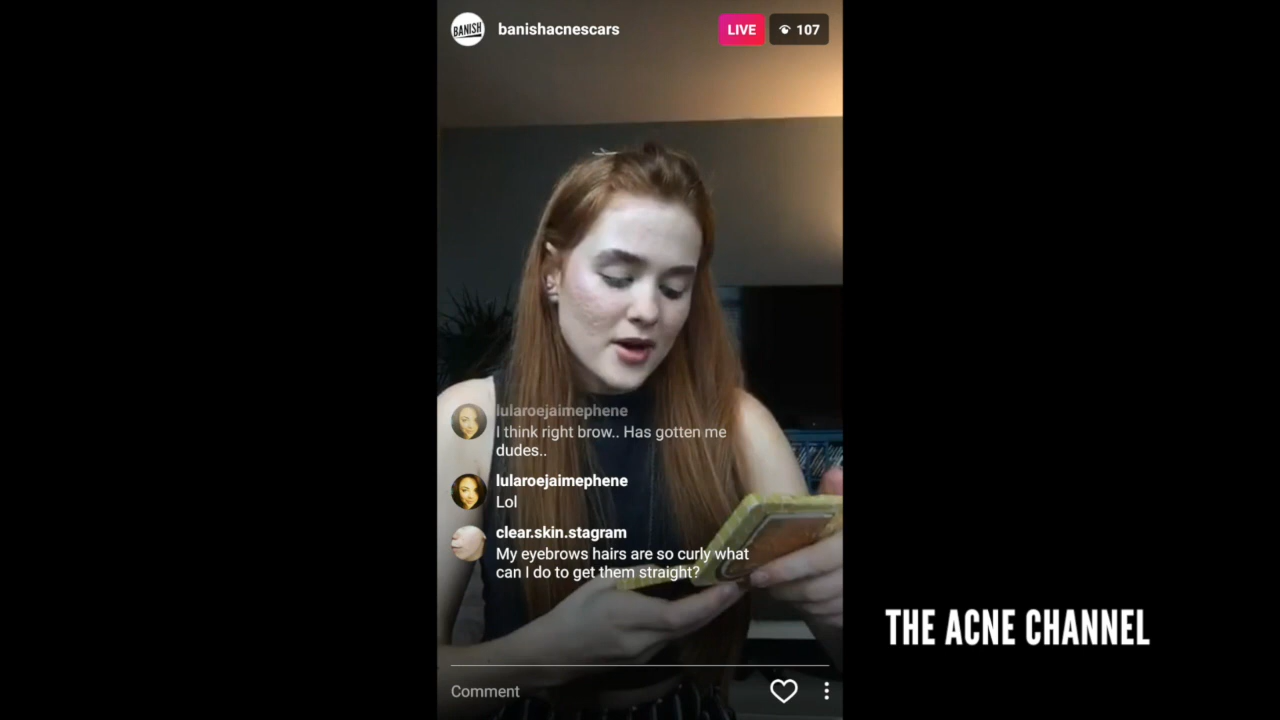 BANISH
banishacnescars
LIVE
107
lularoejaimephene
I think right brow.. Has gotten me
dudes..
lularoejaimephene
Lol
clear.skin.stagram
My eyebrows hairs are so curly what
can I do to get them straight?
THE ACNE CHANNEL
Comment